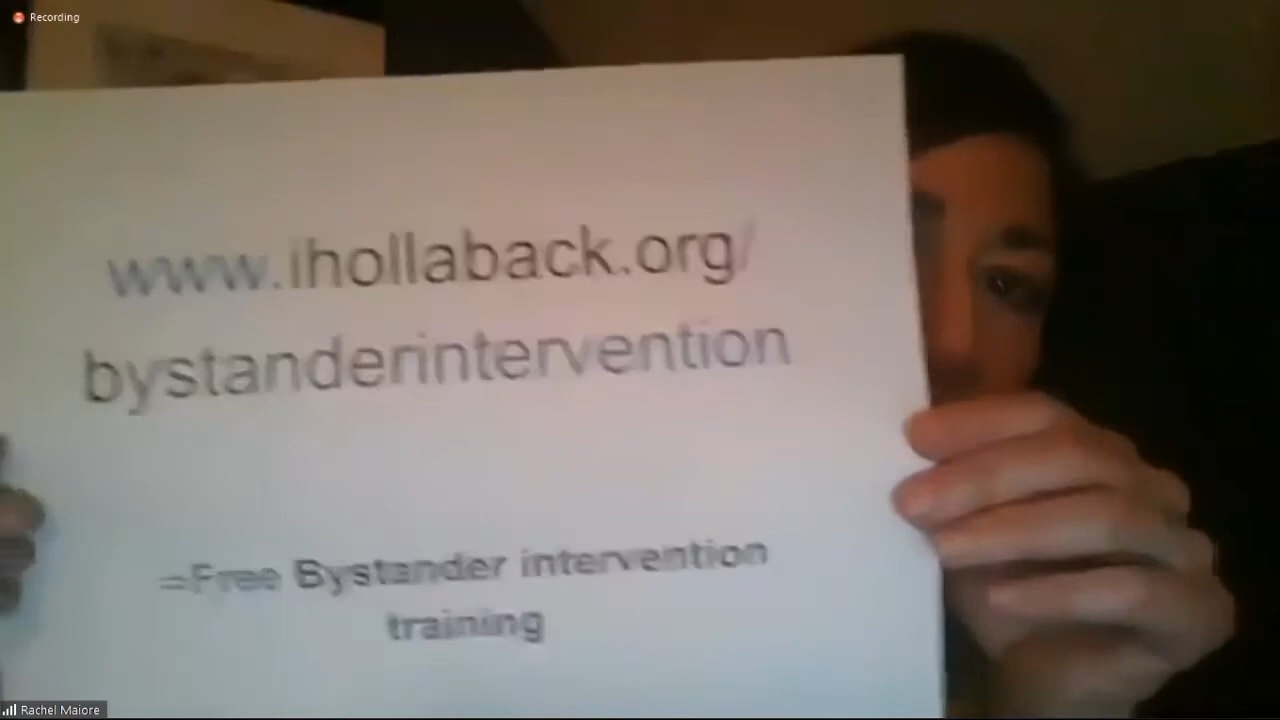 Recording
www.ihollaback.org/
bystanderintervention
=Free Bystander intervention
training
Rachel Maiore